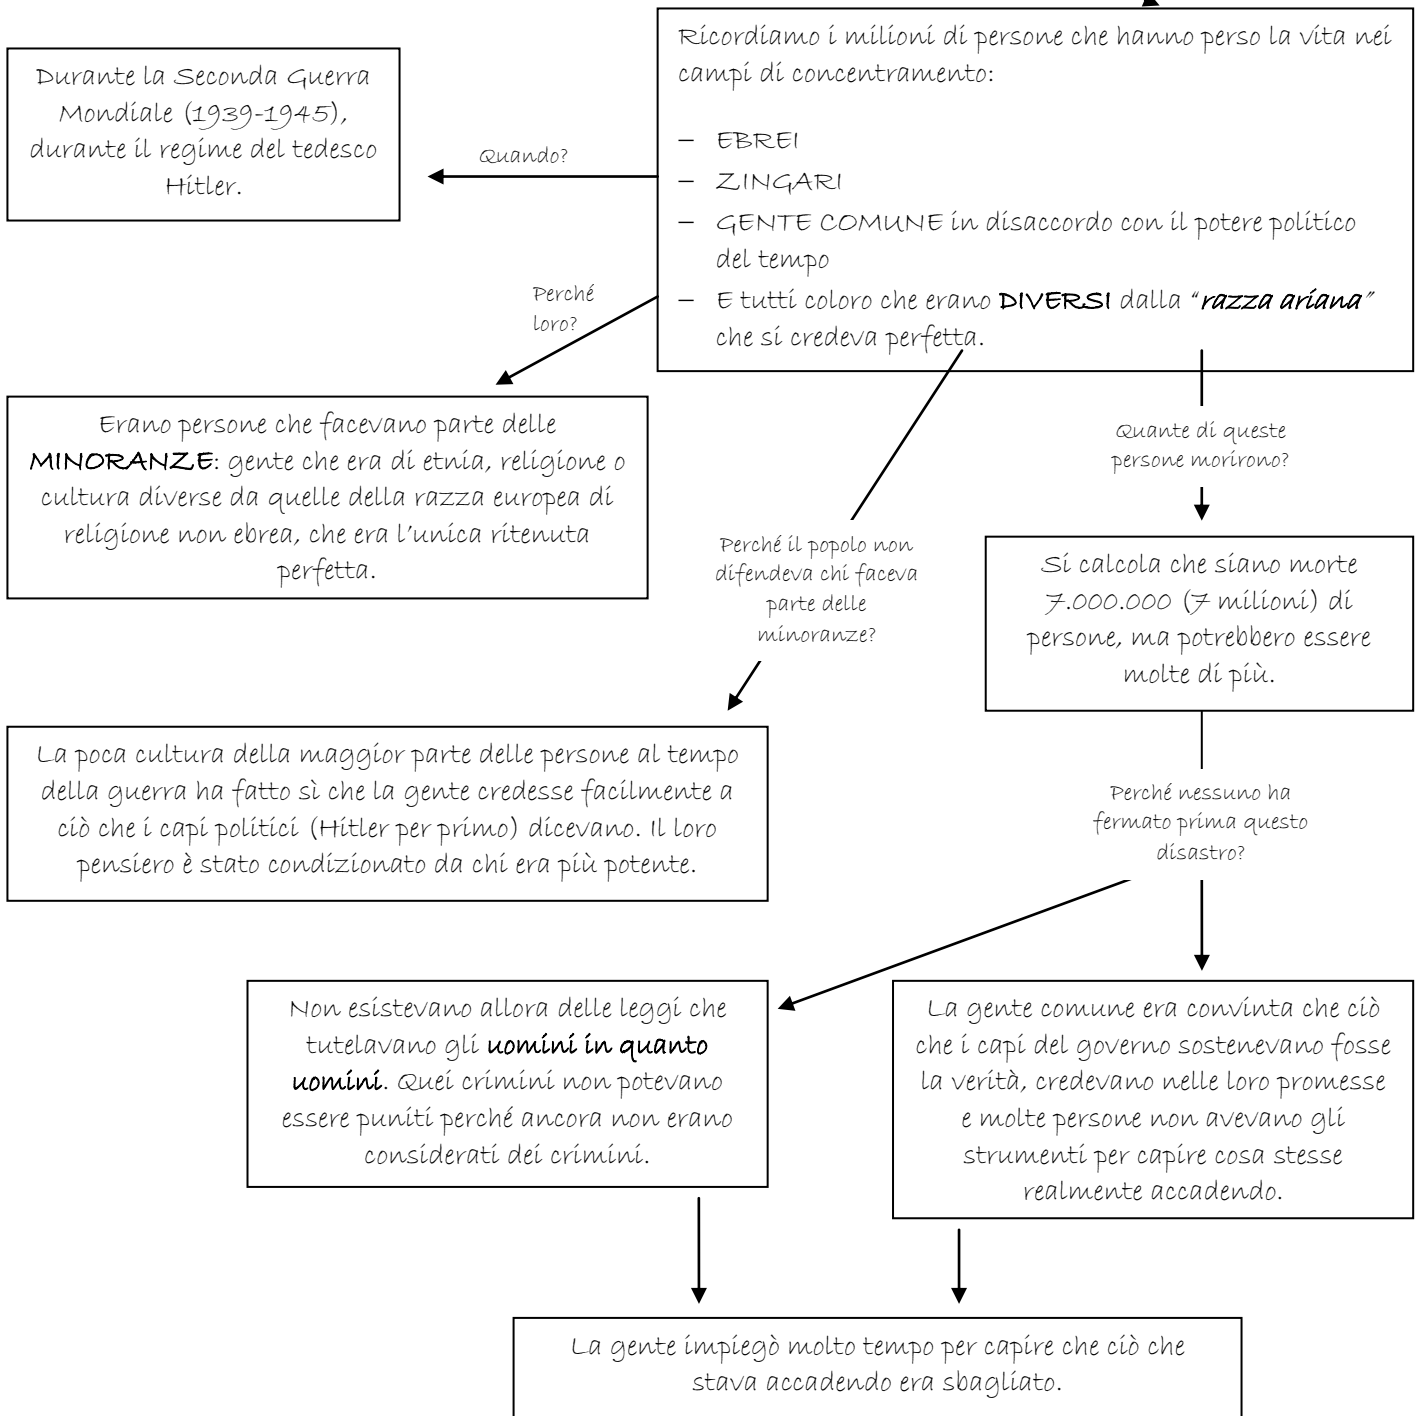 Ricordiamo i milioni di persone che hanno perso la vita nei
campi di concentramento:
– EBREI
– ZINGARI
– GENTE COMUNE in disaccordo con il potere politico
del tempo
– E tutti coloro che erano DIVERSI dalla “razza ariana”
che si credeva perfetta.
Quando?
Durante la Seconda Guerra
Mondiale (1939-1945),
durante il regime del tedesco
Hitler.
Perché
loro?
Erano persone che facevano parte delle
MINORANZE: gente che era di etnia, religione o
cultura diverse da quelle della razza europea di
religione non ebrea, che era l’unica ritenuta
perfetta.
Perché il popolo non
difendeva chi faceva
parte delle
minoranze?
La poca cultura della maggior parte delle persone al tempo
della guerra ha fatto sì che la gente credesse facilmente a
ciò che i capi politici (Hitler per primo) dicevano. Il loro
pensiero è stato condizionato da chi era più potente.
Quante di queste
persone morirono?
Si calcola che siano morte
7.000.000 (7 milioni) di
persone, ma potrebbero essere
molte di più.
Perché nessuno ha
fermato prima questo
disastro?
Non esistevano allora delle leggi che
tutelavano gli uomini in quanto
uomini. Quei crimini non potevano
essere puniti perché ancora non erano
considerati dei crimini.
La gente comune era convinta che ciò
che i capi del governo sostenevano fosse
la verità, credevano nelle loro promesse
e molte persone non avevano gli
strumenti per capire cosa stesse
realmente accadendo.
La gente impiegò molto tempo per capire che ciò che
stava accadendo era sbagliato.